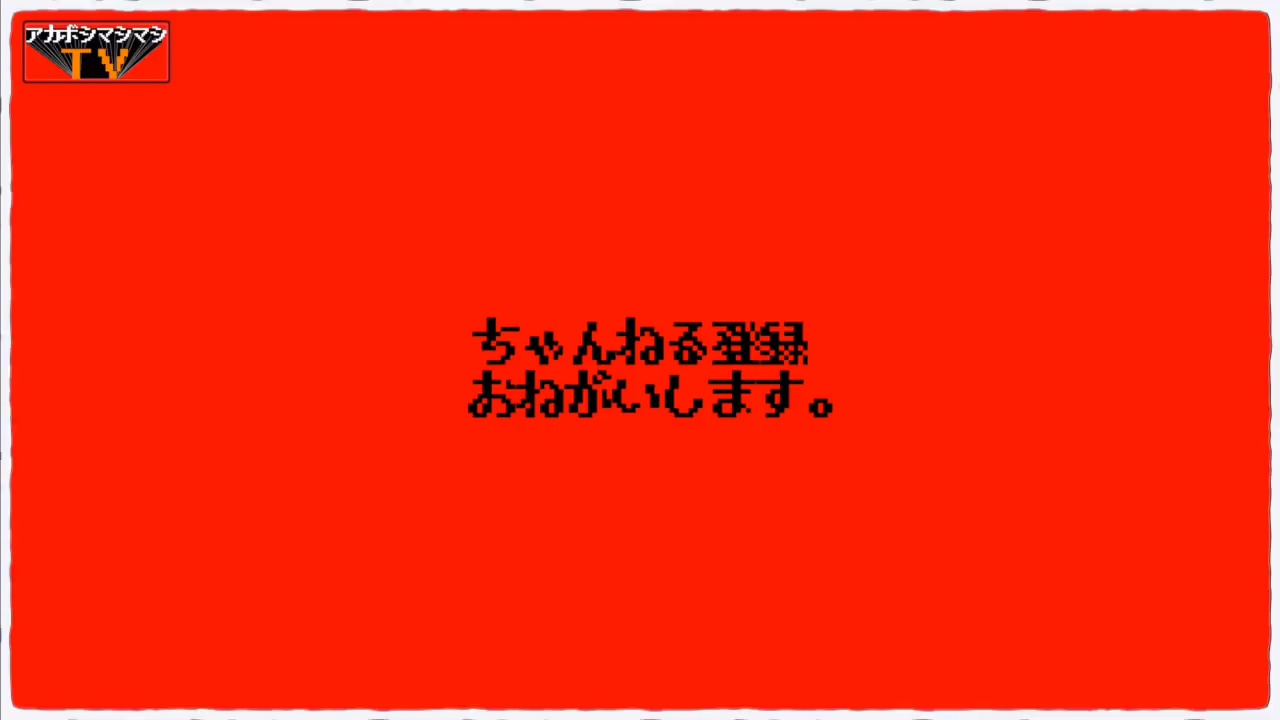 アカボシマシマシ
TV
ちゃんねる登録
おねがいします。